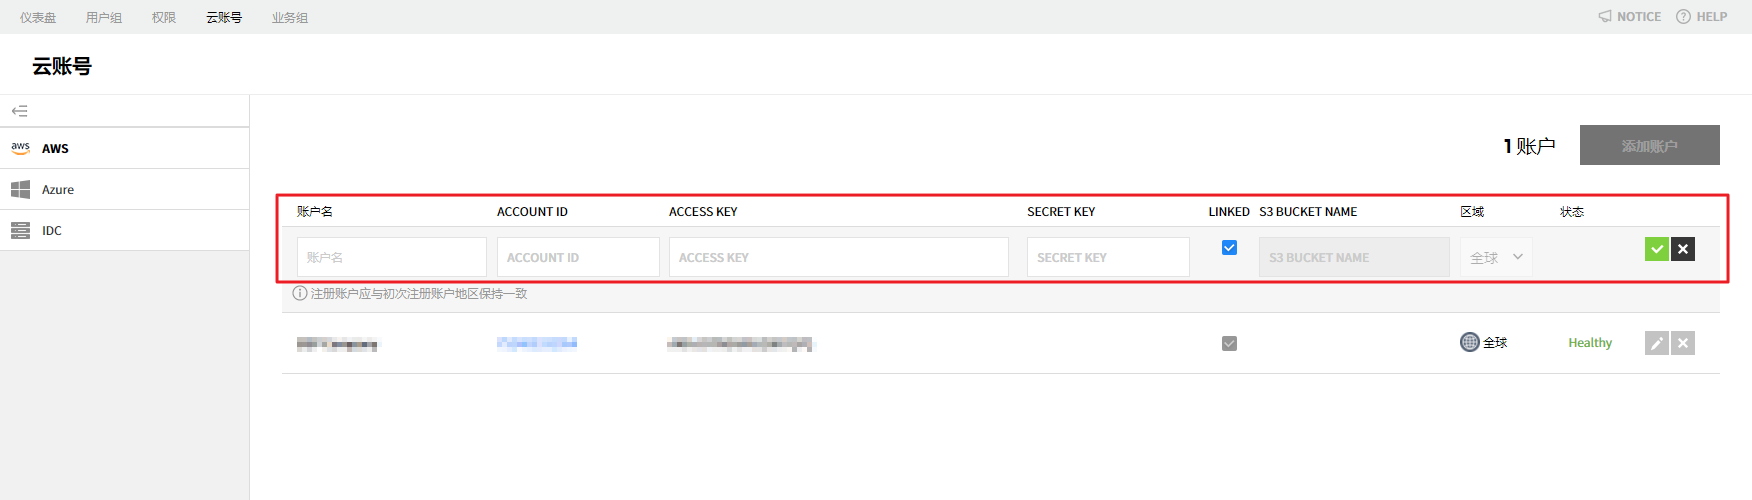 仪表盘 用户组 权限 云账号 业务组 NOTICE HELP
云账号
aws AWS
Azure
IDC
1 账户 添加账户
账户名 ACCOUNT ID ACCESS KEY SECRET KEY LINKED S3 BUCKET NAME 区域 状态
账户名 ACCOUNT ID ACCESS KEY SECRET KEY S3 BUCKET NAME 全球
注册账户应与初次注册账户地区保持一致
全球 Healthy